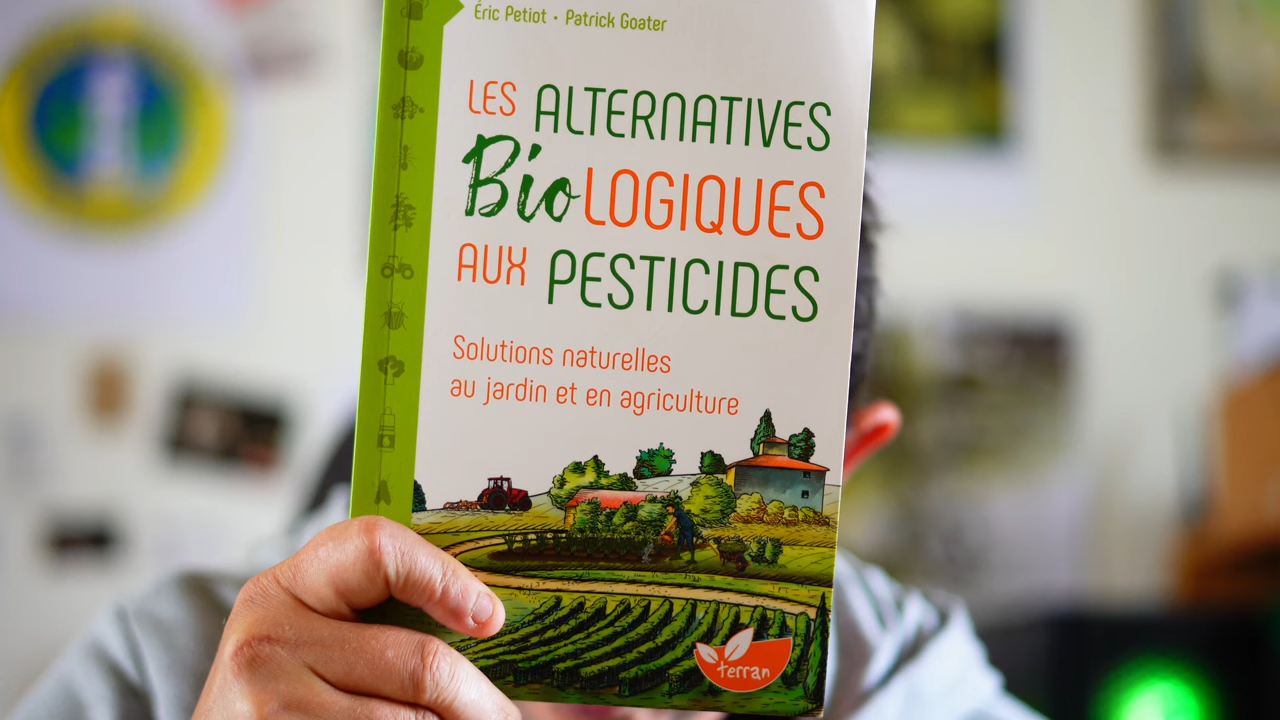 Éric Petiot • Patrick Goater
LES ALTERNATIVES
BioLOGIQUES
AUX PESTICIDES
Solutions naturelles
au jardin et en agriculture
terran